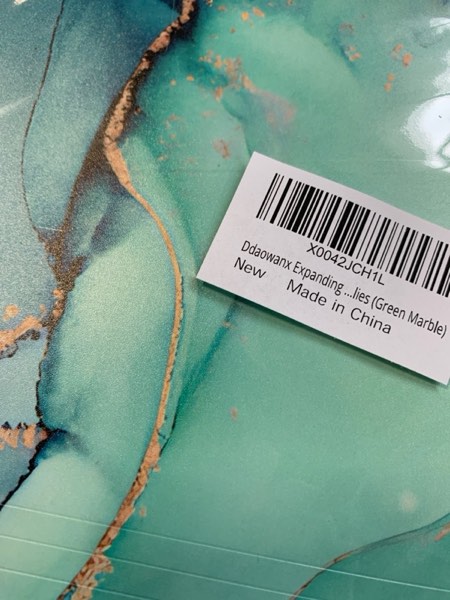 X0042JCH1L
Ddaowanx Expanding ...lies (Green Marble)
New Made in China